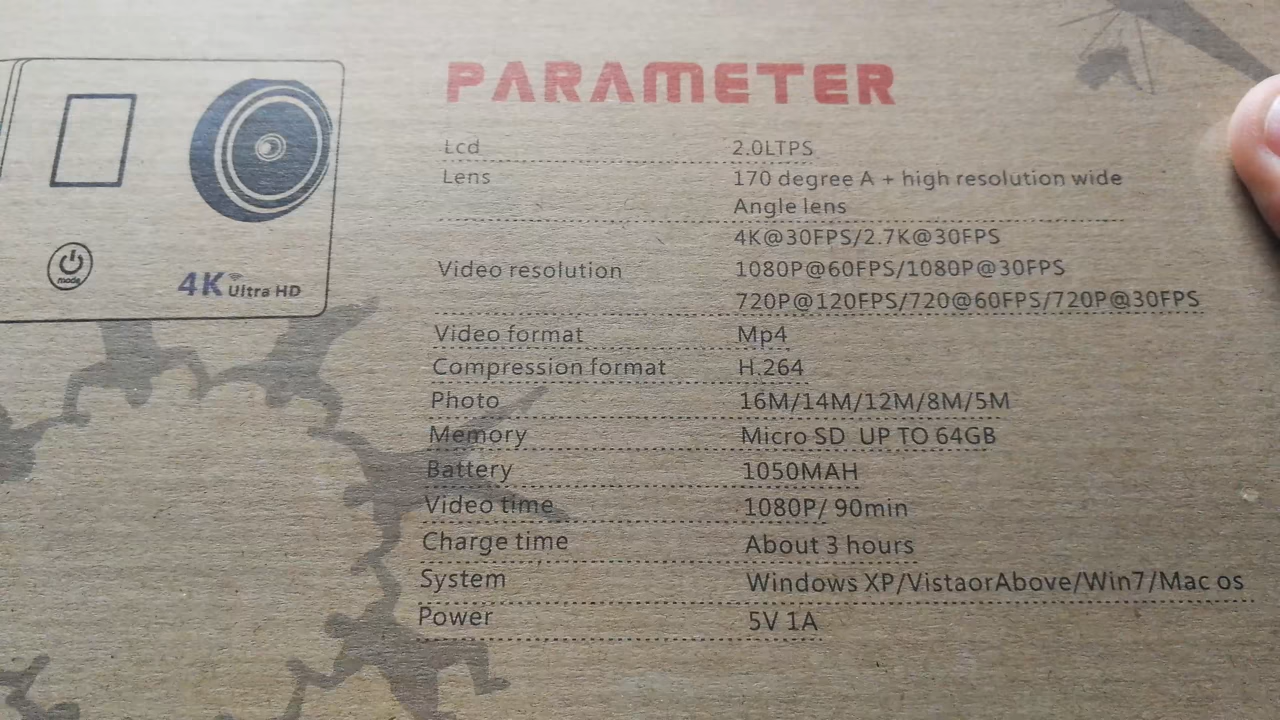 PARAMETER
Lcd 2.0LTPS
Lens 170 degree A + high resolution wide
Angle lens
4K@30FPS/2.7K@30FPS
Video resolution 1080P@60FPS/1080P@30FPS
720P@120FPS/720@60FPS/720P@30FPS
Video format Mp4
Compression format H.264
Photo 16M/14M/12M/8M/5M
Memory Micro SD UP TO 64GB
Battery 1050MAH
Video time 1080P/ 90min
Charge time About 3 hours
System Windows XP/VistaorAbove/Win7/Mac os
Power 5V 1A
mode
4K Ultra HD